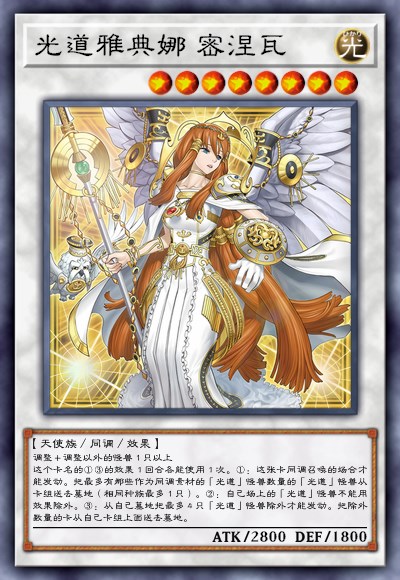 光道雅典娜 密涅瓦
ひかり
光
【天使族／同调／效果】
调整＋调整以外的怪兽１只以上
这个卡名的①③的效果１回合各能使用１次。①：这张卡同调召唤的场合才
能发动。把最多有那些作为同调素材的「光道」怪兽数量的「光道」怪兽从
卡组送去墓地（相同种族最多１只）。②：自己场上的「光道」怪兽不能用
效果除外。③：从自己墓地把最多４只「光道」怪兽除外才能发动。把除外
数量的卡从自己卡组上面送去墓地。
ATK/2800 DEF/1800